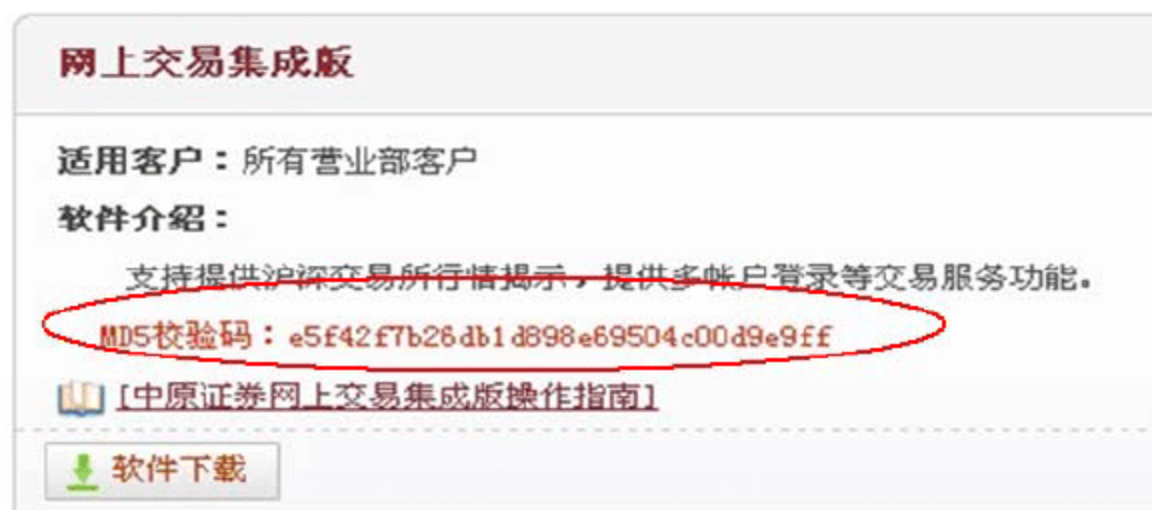 网上交易集成版
适用客户：所有营业部客户
软件介绍：
支持提供沪深交易所行情揭示，提供多帐户登录等交易服务功能。
MD5校验码：e5f42f7b26db1d898e69504c00d9e9ff
[中原证券网上交易集成版操作指南]
软件下载